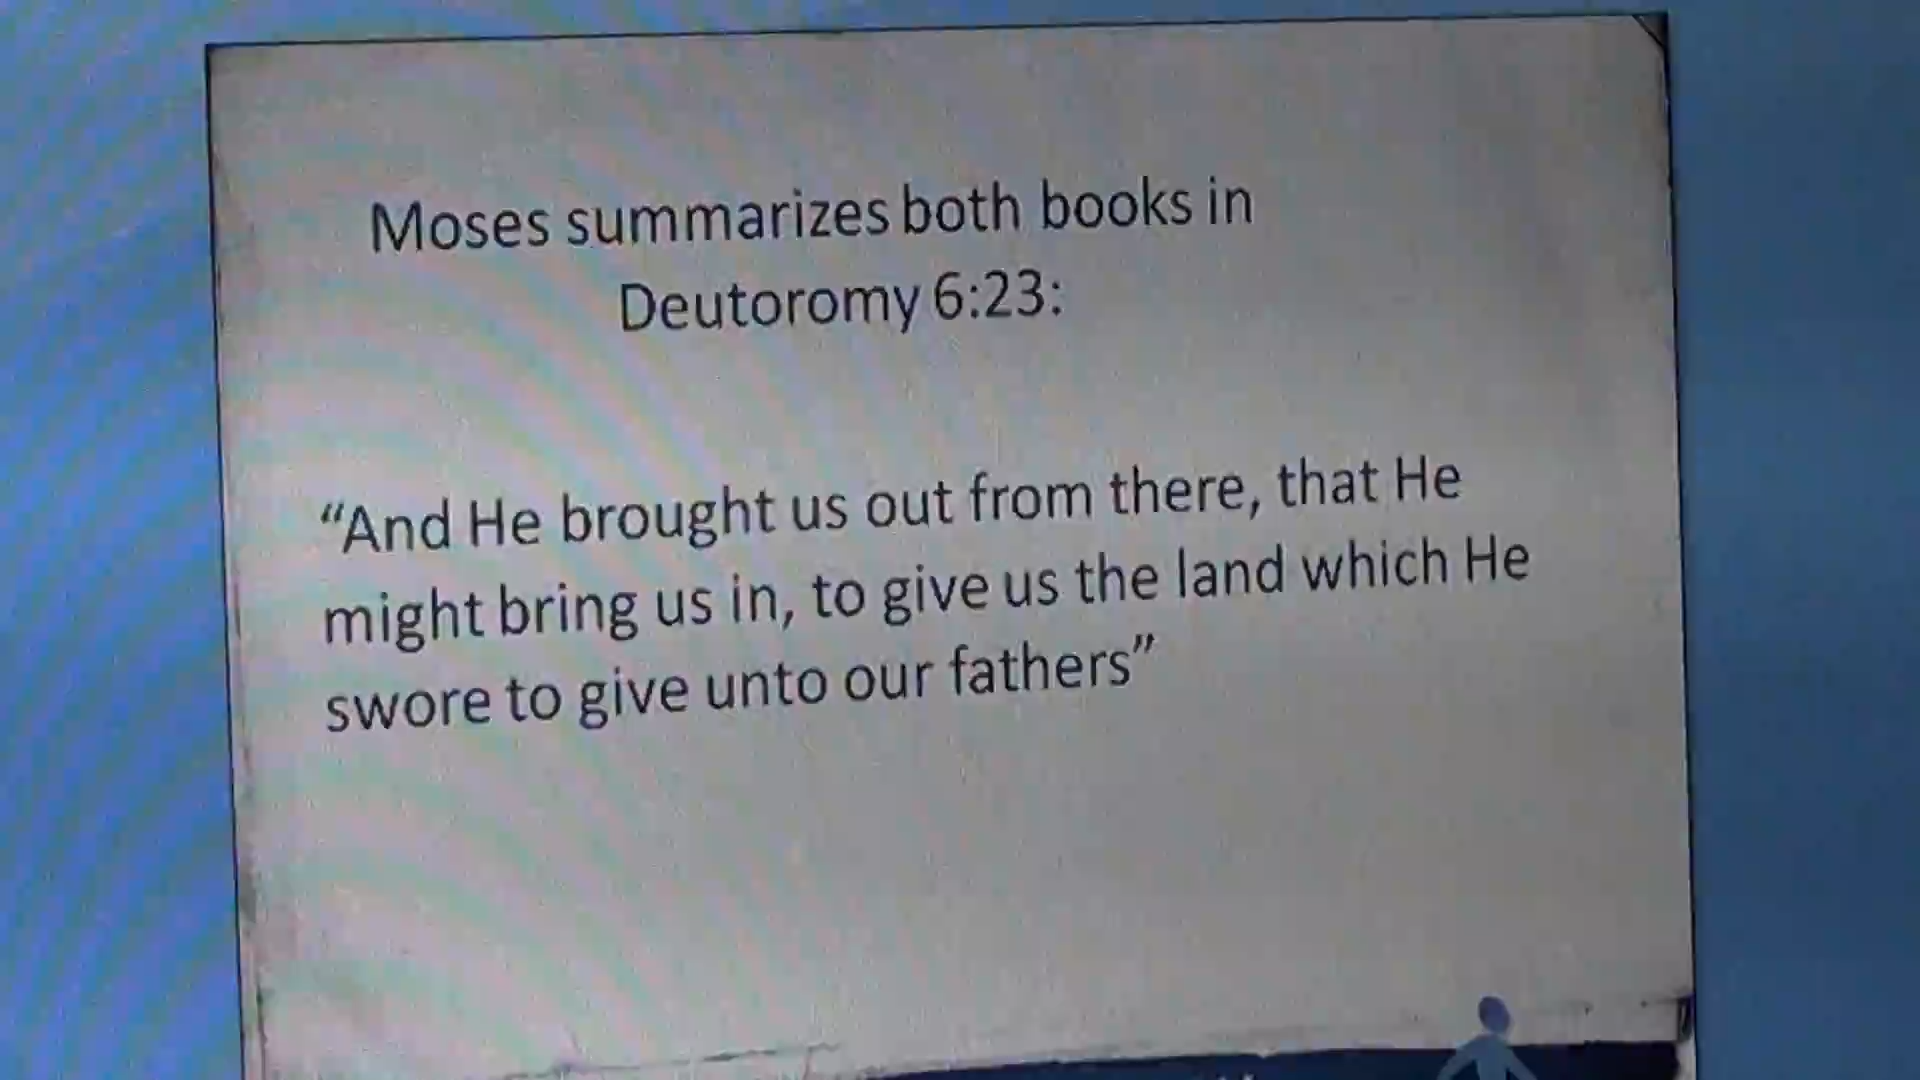 Moses summarizes both books in
Deutoromy 6:23:
“And He brought us out from there, that He
might bring us in, to give us the land which He
swore to give unto our fathers”